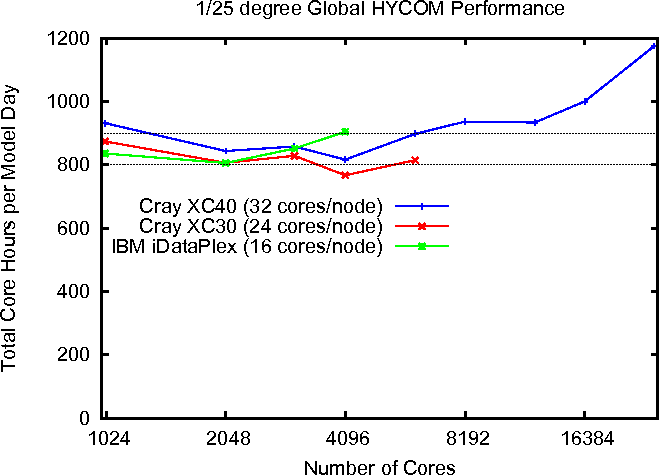 1/25 degree Global HYCOM Performance
1200
1000
800
600
400
200
0
Total Core Hours per Model Day
Cray XC40 (32 cores/node)
Cray XC30 (24 cores/node)
IBM iDataPlex (16 cores/node)
1024 2048 4096 8192 16384
Number of Cores